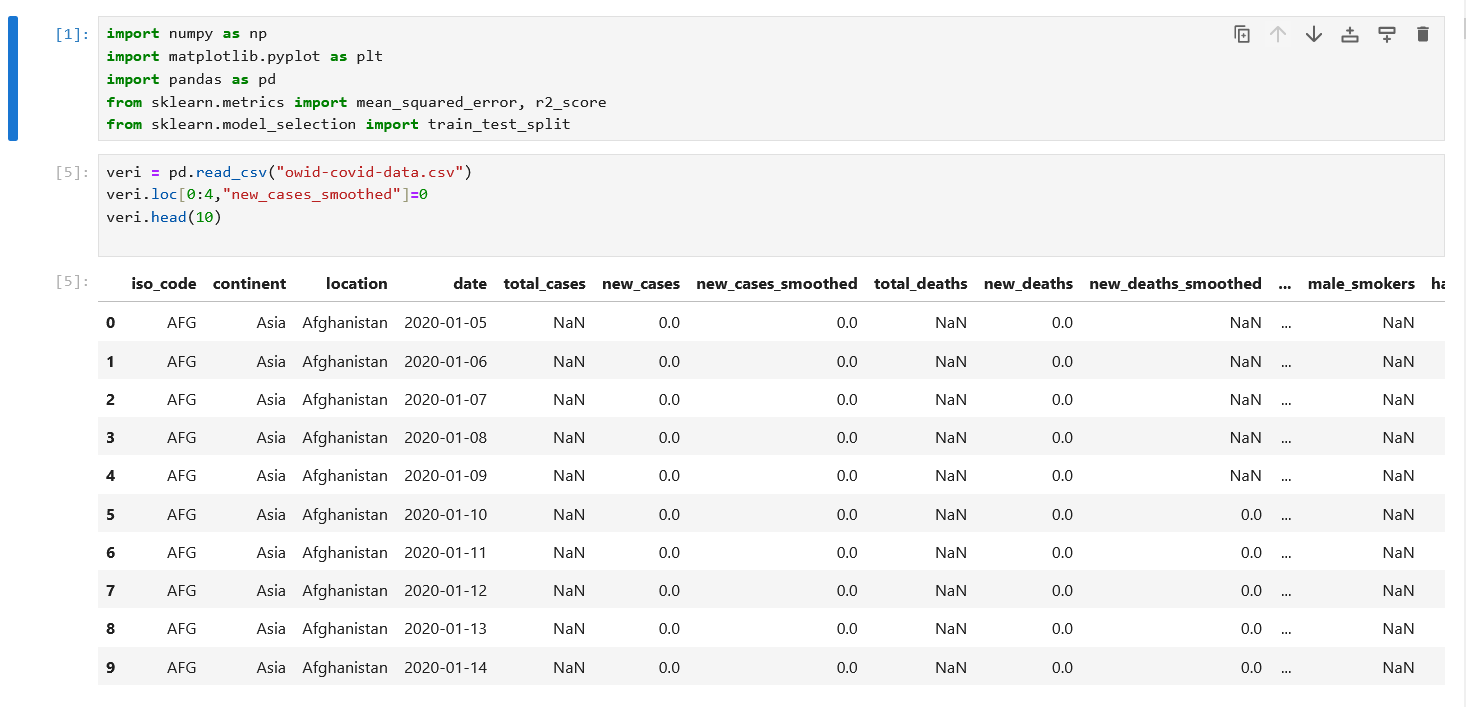 [1]: import numpy as np
import matplotlib.pyplot as plt
import pandas as pd
from sklearn.metrics import mean_squared_error, r2_score
from sklearn.model_selection import train_test_split
[5]: veri = pd.read_csv("owid-covid-data.csv")
veri.loc[0:4,"new_cases_smoothed"]=0
veri.head(10)
[5]: iso_code continent location date total_cases new_cases new_cases_smoothed total_deaths new_deaths new_deaths_smoothed ... male_smokers ha
0 AFG Asia Afghanistan 2020-01-05 NaN 0.0 0.0 NaN 0.0 NaN ... NaN
1 AFG Asia Afghanistan 2020-01-06 NaN 0.0 0.0 NaN 0.0 NaN ... NaN
2 AFG Asia Afghanistan 2020-01-07 NaN 0.0 0.0 NaN 0.0 NaN ... NaN
3 AFG Asia Afghanistan 2020-01-08 NaN 0.0 0.0 NaN 0.0 NaN ... NaN
4 AFG Asia Afghanistan 2020-01-09 NaN 0.0 0.0 NaN 0.0 NaN ... NaN
5 AFG Asia Afghanistan 2020-01-10 NaN 0.0 0.0 NaN 0.0 0.0 ... NaN
6 AFG Asia Afghanistan 2020-01-11 NaN 0.0 0.0 NaN 0.0 0.0 ... NaN
7 AFG Asia Afghanistan 2020-01-12 NaN 0.0 0.0 NaN 0.0 0.0 ... NaN
8 AFG Asia Afghanistan 2020-01-13 NaN 0.0 0.0 NaN 0.0 0.0 ... NaN
9 AFG Asia Afghanistan 2020-01-14 NaN 0.0 0.0 NaN 0.0 0.0 ... NaN